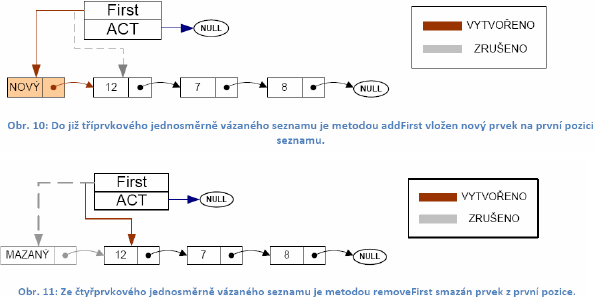 First
ACT
NULL
VYTVOŘENO
ZRUŠENO
NOVÝ
12
7
8
NULL
Obr. 10: Do již tříprvkového jednosměrně vázaného seznamu je metodou addFirst vložen nový prvek na první pozici
seznamu.
First
ACT
NULL
VYTVOŘENO
ZRUŠENO
MAZANÝ
12
7
8
NULL
Obr. 11: Ze čtyřprvkového jednosměrně vázaného seznamu je metodou removeFirst smazán prvek z první pozice.